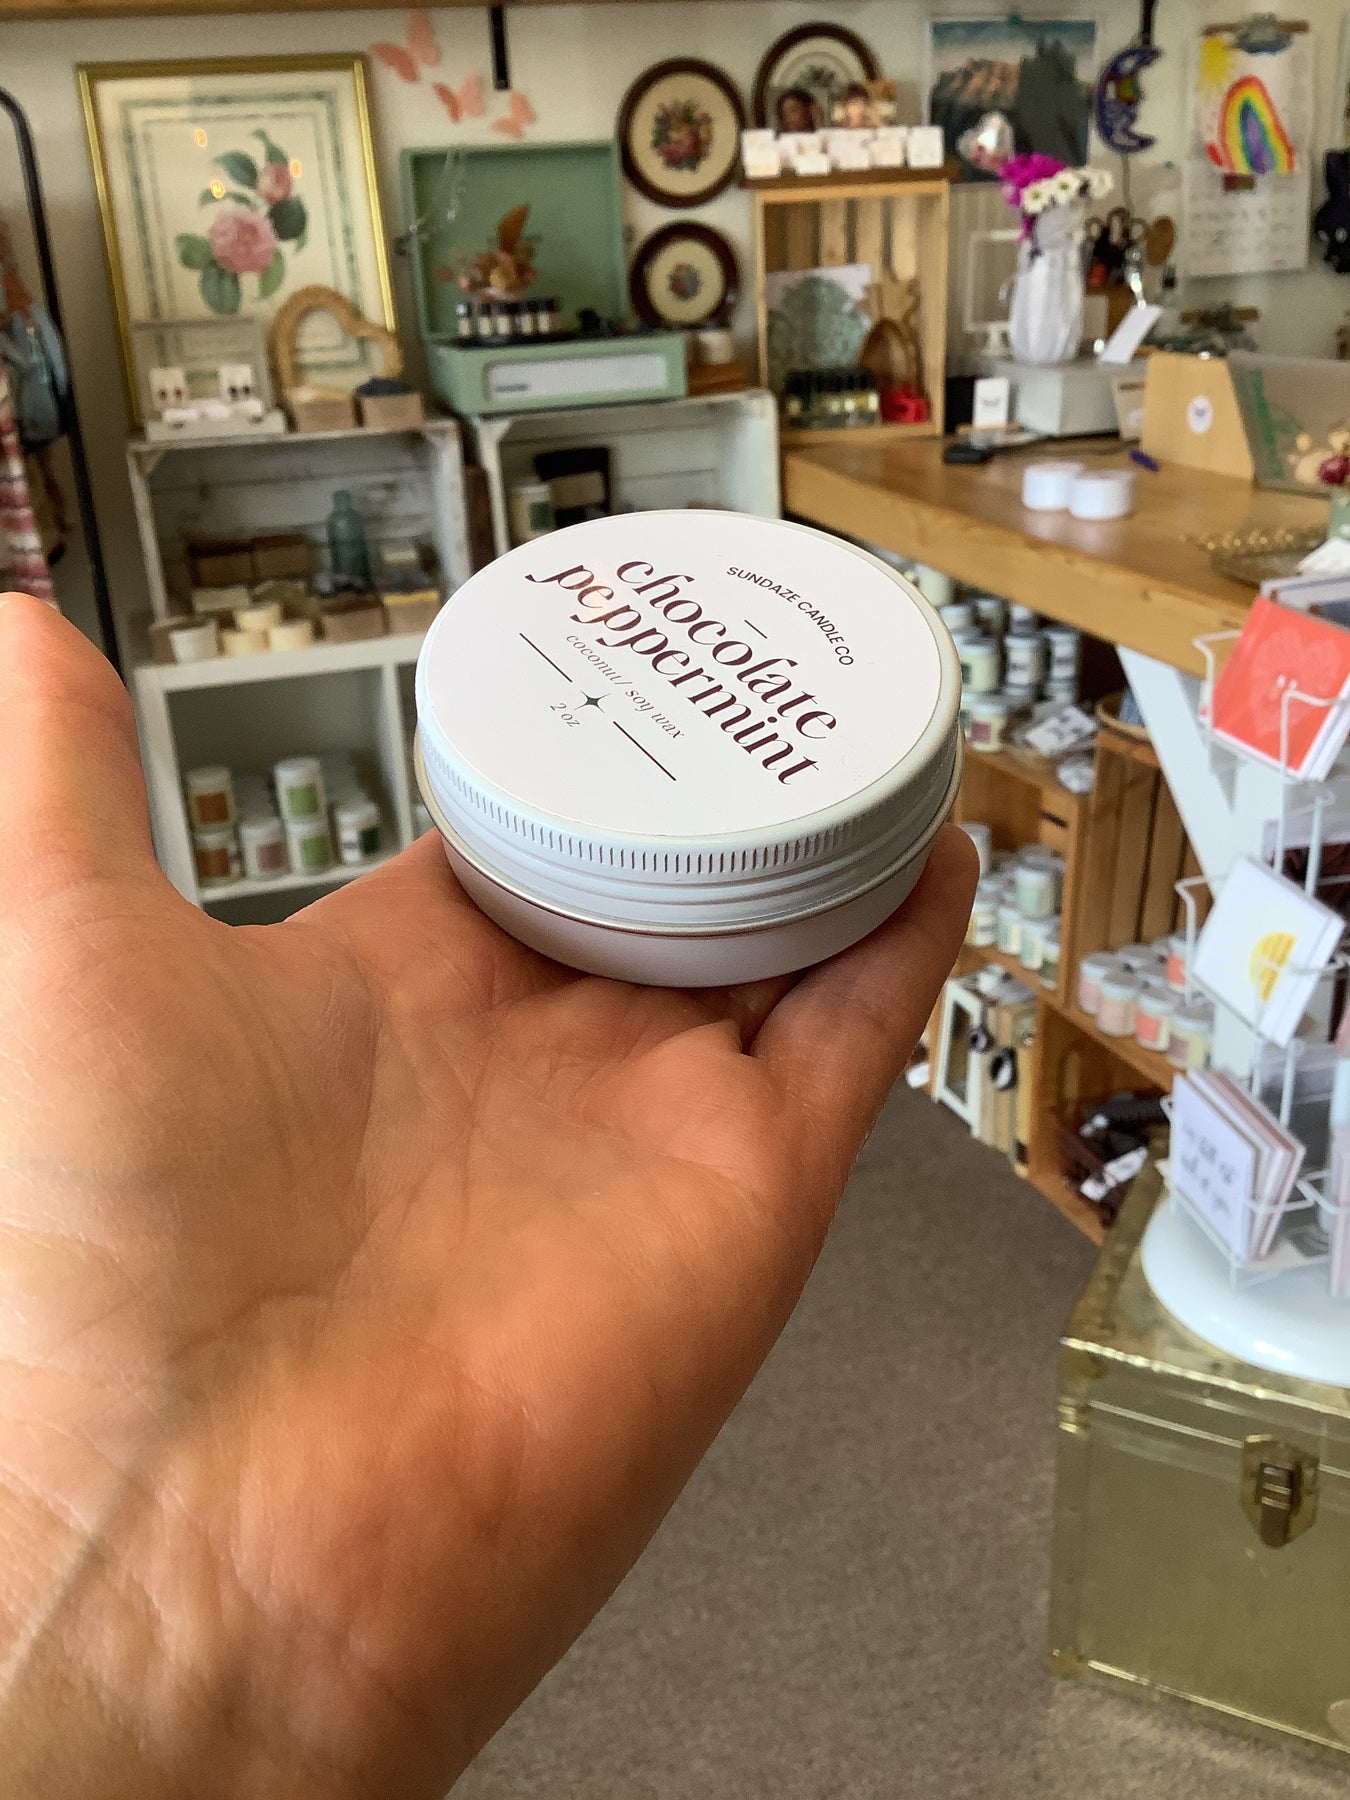 SUNDAZE CANDLE CO
chocolate
peppermint
coconut/ soy wax
2 oz